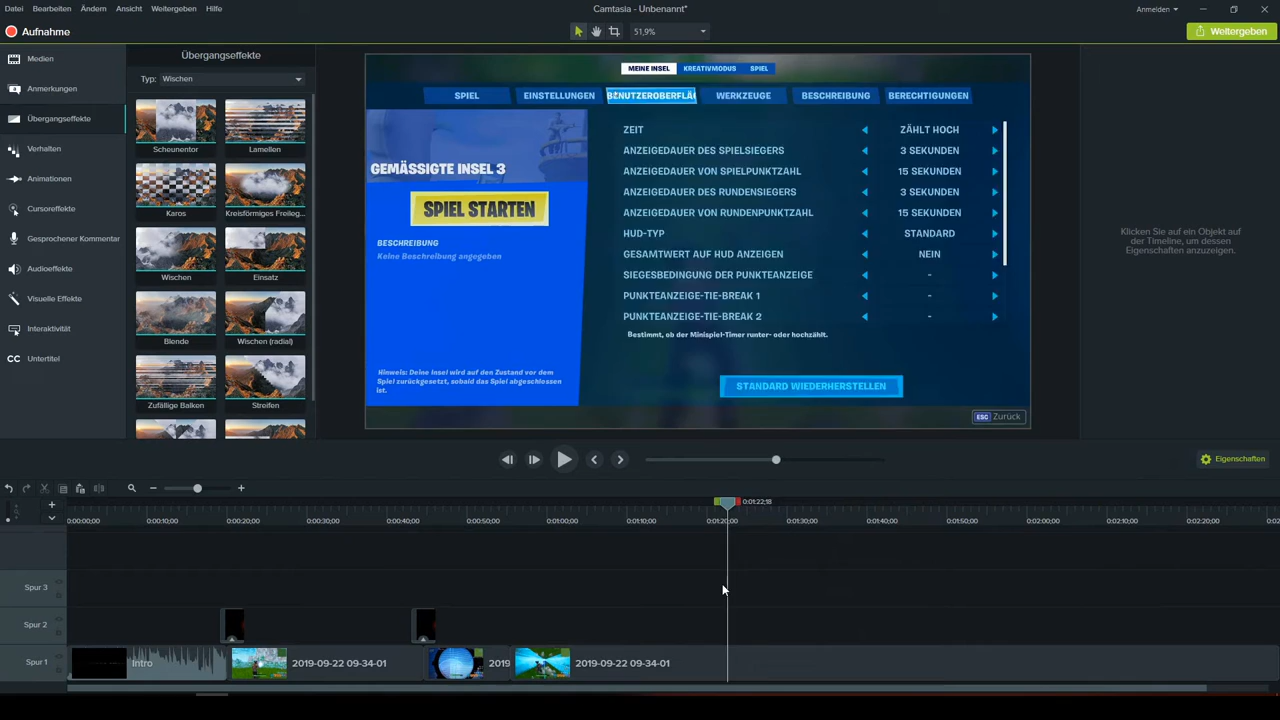 Datei Bearbeiten Ändern Ansicht Weitergeben Hilfe
Camtasia - Unbenannt*
Anmelden
Aufnahme
51,9%
Weitergeben
Medien
Anmerkungen
Übergangseffekte
Verhalten
Animationen
Cursoreffekte
Gesprochener Kommentar
Audioeffekte
Visuelle Effekte
Interaktivität
CC Untertitel
Übergangseffekte
Typ: Wischen
Scheunentor
Lamellen
Karos
Kreisförmiges Freileg...
Wischen
Einsatz
Blende
Wischen (radial)
Zufällige Balken
Streifen
MEINE INSEL KREATIVMODUS SPIEL
SPIEL EINSTELLUNGEN BENUTZEROBERFLÄ WERKZEUGE BESCHREIBUNG BERECHTIGUNGEN
GEMÄSSIGTE INSEL 3
SPIEL STARTEN
BESCHREIBUNG
Keine Beschreibung angegeben
Hinweis: Deine Insel wird auf den Zustand vor dem
Spiel zurückgesetzt, sobald das Spiel abgeschlossen
ist.
ZEIT ZÄHLT HOCH
ANZEIGEDAUER DES SPIELSIEGERS 3 SEKUNDEN
ANZEIGEDAUER VON SPIELPUNKTZAHL 15 SEKUNDEN
ANZEIGEDAUER DES RUNDENSIEGERS 3 SEKUNDEN
ANZEIGEDAUER VON RUNDENPUNKTZAHL 15 SEKUNDEN
HUD-TYP STANDARD
GESAMTWERT AUF HUD ANZEIGEN NEIN
SIEGESBEDINGUNG DER PUNKTEANZEIGE -
PUNKTEANZEIGE-TIE-BREAK 1 -
PUNKTEANZEIGE-TIE-BREAK 2 -
Bestimmt, ob der Minispiel-Timer runter- oder hochzählt.
STANDARD WIEDERHERSTELLEN
ESC Zurück
Klicken Sie auf ein Objekt auf
der Timeline, um dessen
Eigenschaften anzuzeigen.
Eigenschaften
0:01:22;18
0:00:00;00 0:00:10;00 0:00:20;00 0:00:30;00 0:00:40;00 0:00:50;00 0:01:00;00 0:01:10;00 0:01:20;00 0:01:30;00 0:01:40;00 0:01:50;00 0:02:00;00 0:02:10;00 0:02:20;00 0:02
Spur 3
Spur 2
Spur 1
Intro
2019-09-22 09-34-01
2019
2019-09-22 09-34-01